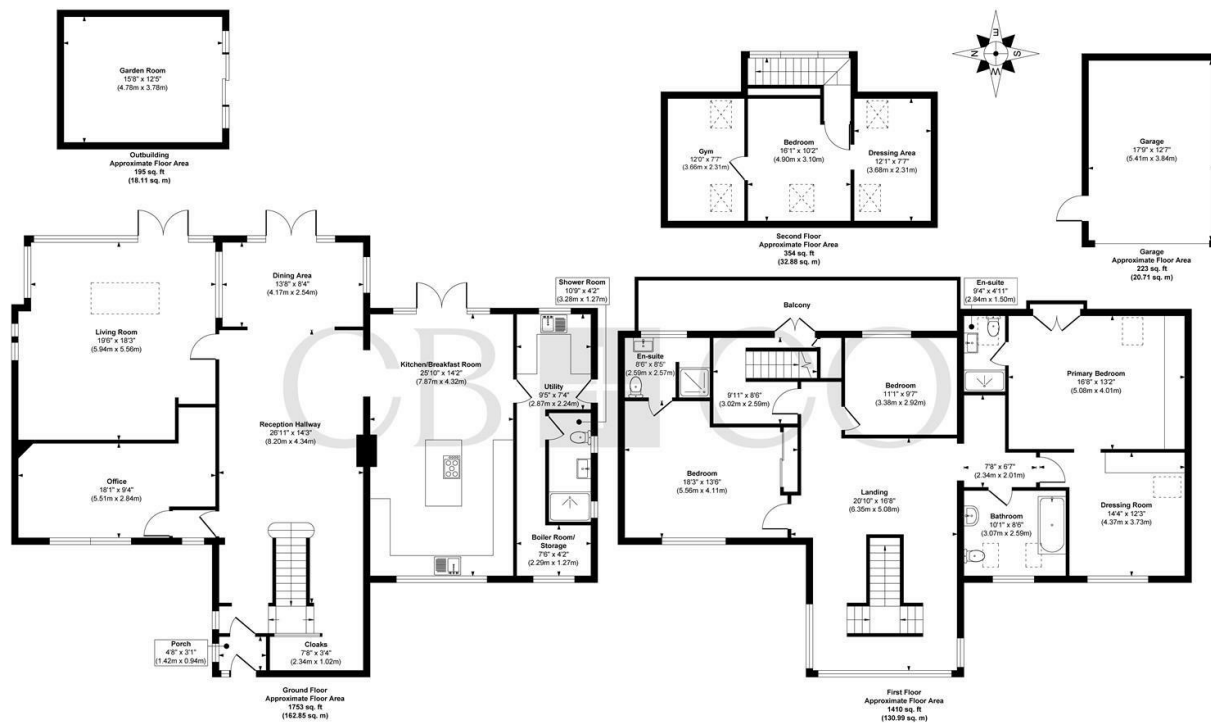 Garden Room
15'8" x 12'5"
(4.78m x 3.78m)
Outbuilding
Approximate Floor Area
195 sq. ft
(18.11 sq. m)
Gym
12'0" x 7'7"
(3.66m x 2.31m)
Bedroom
16'1" x 10'2"
(4.90m x 3.10m)
Dressing Area
12'1" x 7'7"
(3.68m x 2.31m)
Second Floor
Approximate Floor Area
354 sq. ft
(32.88 sq. m)
N
E
S
W
Garage
17'9" x 12'7"
(5.41m x 3.84m)
Garage
Approximate Floor Area
223 sq. ft
(20.71 sq. m)
Dining Area
13'8" x 8'4"
(4.17m x 2.54m)
Living Room
19'6" x 18'3"
(5.94m x 5.56m)
Office
18'1" x 9'4"
(5.51m x 2.84m)
Reception Hallway
26'11" x 14'3"
(8.20m x 4.34m)
Kitchen/Breakfast Room
25'10" x 14'2"
(7.87m x 4.32m)
Shower Room
10'9" x 4'2"
(3.28m x 1.27m)
Utility
9'5" x 7'4"
(2.87m x 2.24m)
Boiler Room/
Storage
7'6" x 4'2"
(2.29m x 1.27m)
Porch
4'8" x 3'1"
(1.42m x 0.94m)
Cloaks
7'8" x 3'4"
(2.34m x 1.02m)
Ground Floor
Approximate Floor Area
1753 sq. ft
(162.85 sq. m)
Balcony
En-suite
8'6" x 8'5"
(2.59m x 2.57m)
9'11" x 8'6"
(3.02m x 2.59m)
Bedroom
11'1" x 9'7"
(3.38m x 2.92m)
En-suite
9'4" x 4'11"
(2.84m x 1.50m)
Primary Bedroom
16'8" x 13'2"
(5.08m x 4.01m)
Bedroom
18'3" x 13'6"
(5.56m x 4.11m)
Landing
20'10" x 16'8"
(6.35m x 5.08m)
7'8" x 6'7"
(2.34m x 2.01m)
Bathroom
10'1" x 8'6"
(3.07m x 2.59m)
Dressing Room
14'4" x 12'3"
(4.37m x 3.73m)
First Floor
Approximate Floor Area
1410 sq. ft
(130.99 sq. m)